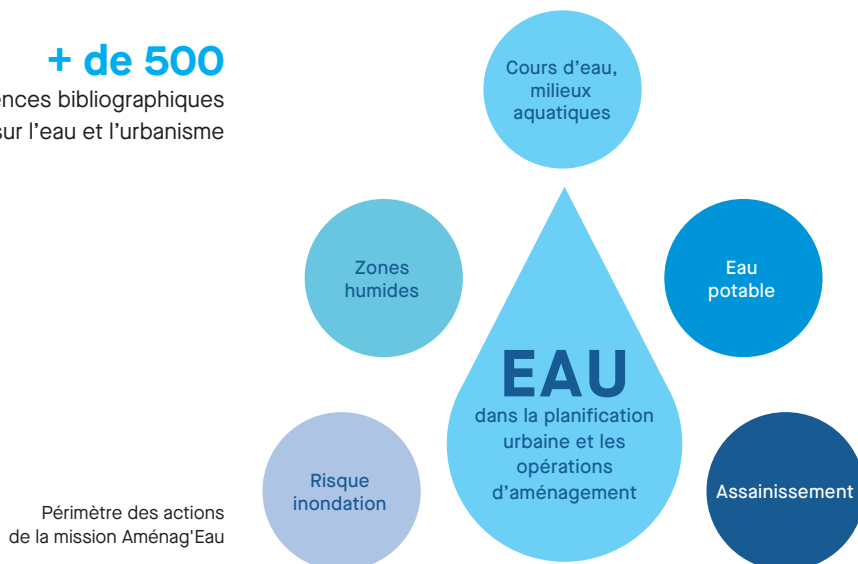 + de 500
ences bibliographiques
sur l'eau et l'urbanisme
Cours d'eau,
milieux
aquatiques
Zones
humides
Eau
potable
EAU
dans la planification
urbaine et les
opérations
d'aménagement
Risque
inondation
Assainissement
Périmètre des actions
de la mission Aménag'Eau